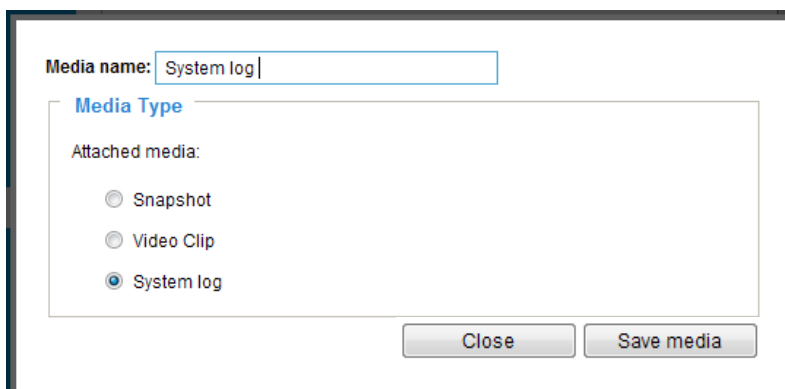 Media name: System log
Media Type
Attached media:
Snapshot
Video Clip
System log
Close Save media